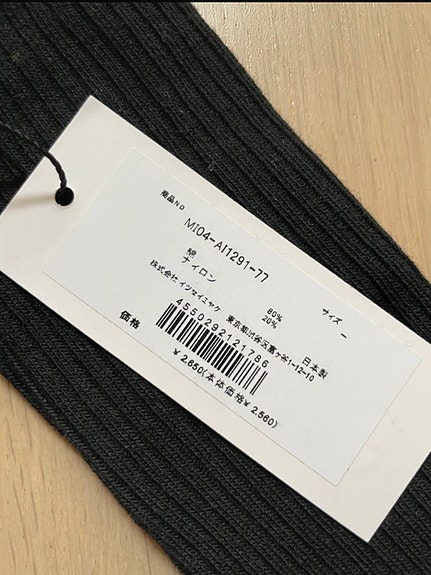 商品NO
MI04-AI1291-77
サイズ
綿 80%
ナイロン 20%
-
日本製
株式会社 イッセイミヤケ
東京都渋谷区富ヶ谷1-12-10
4550292121786
価格
¥ 2,650(本体価格¥ 2,560)